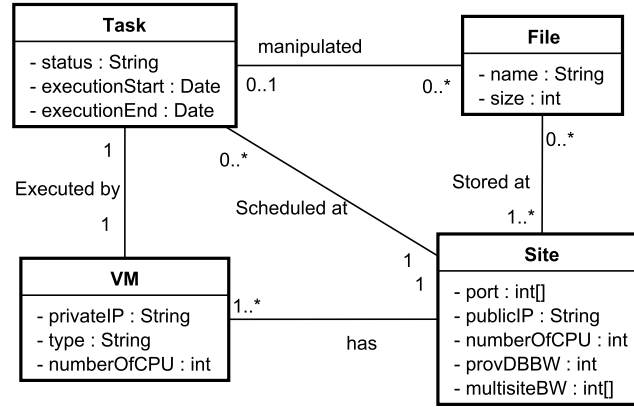 Task
- status : String
- executionStart : Date
- executionEnd : Date
manipulated
0..1
0..*
File
- name : String
- size : int
1
Executed by
1
0..*
Scheduled at
1
0..*
Stored at
1..*
VM
- privateIP : String
- type : String
- numberOfCPU : int
1..*
has
1
Site
- port : int[]
- publicIP : String
- numberOfCPU : int
- provDBBW : int
- multisiteBW : int[]